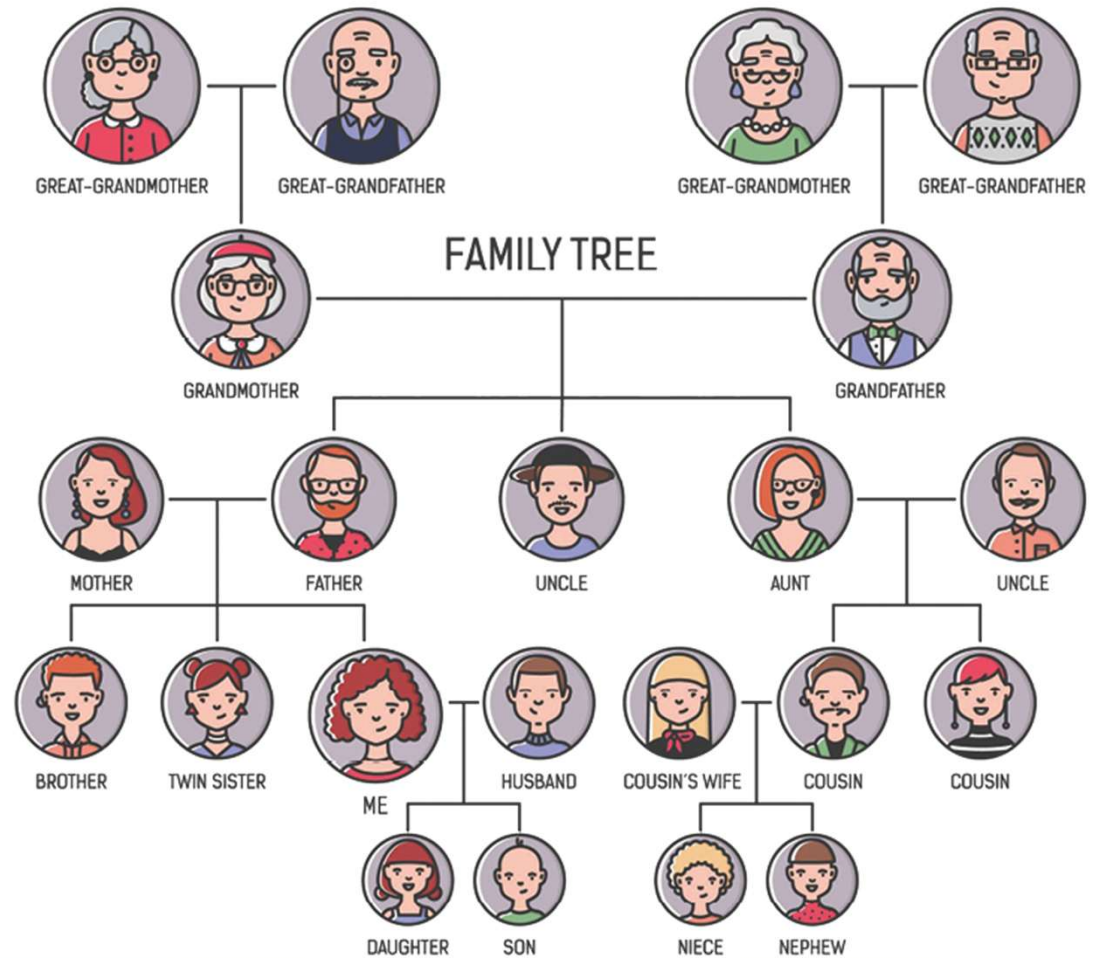 GREAT-GRANDMOTHER
GREAT-GRANDFATHER
GREAT-GRANDMOTHER
GREAT-GRANDFATHER
FAMILY TREE
GRANDMOTHER
GRANDFATHER
MOTHER
FATHER
UNCLE
AUNT
UNCLE
BROTHER
TWIN SISTER
ME
HUSBAND
COUSIN'S WIFE
COUSIN
COUSIN
DAUGHTER
SON
NIECE
NEPHEW